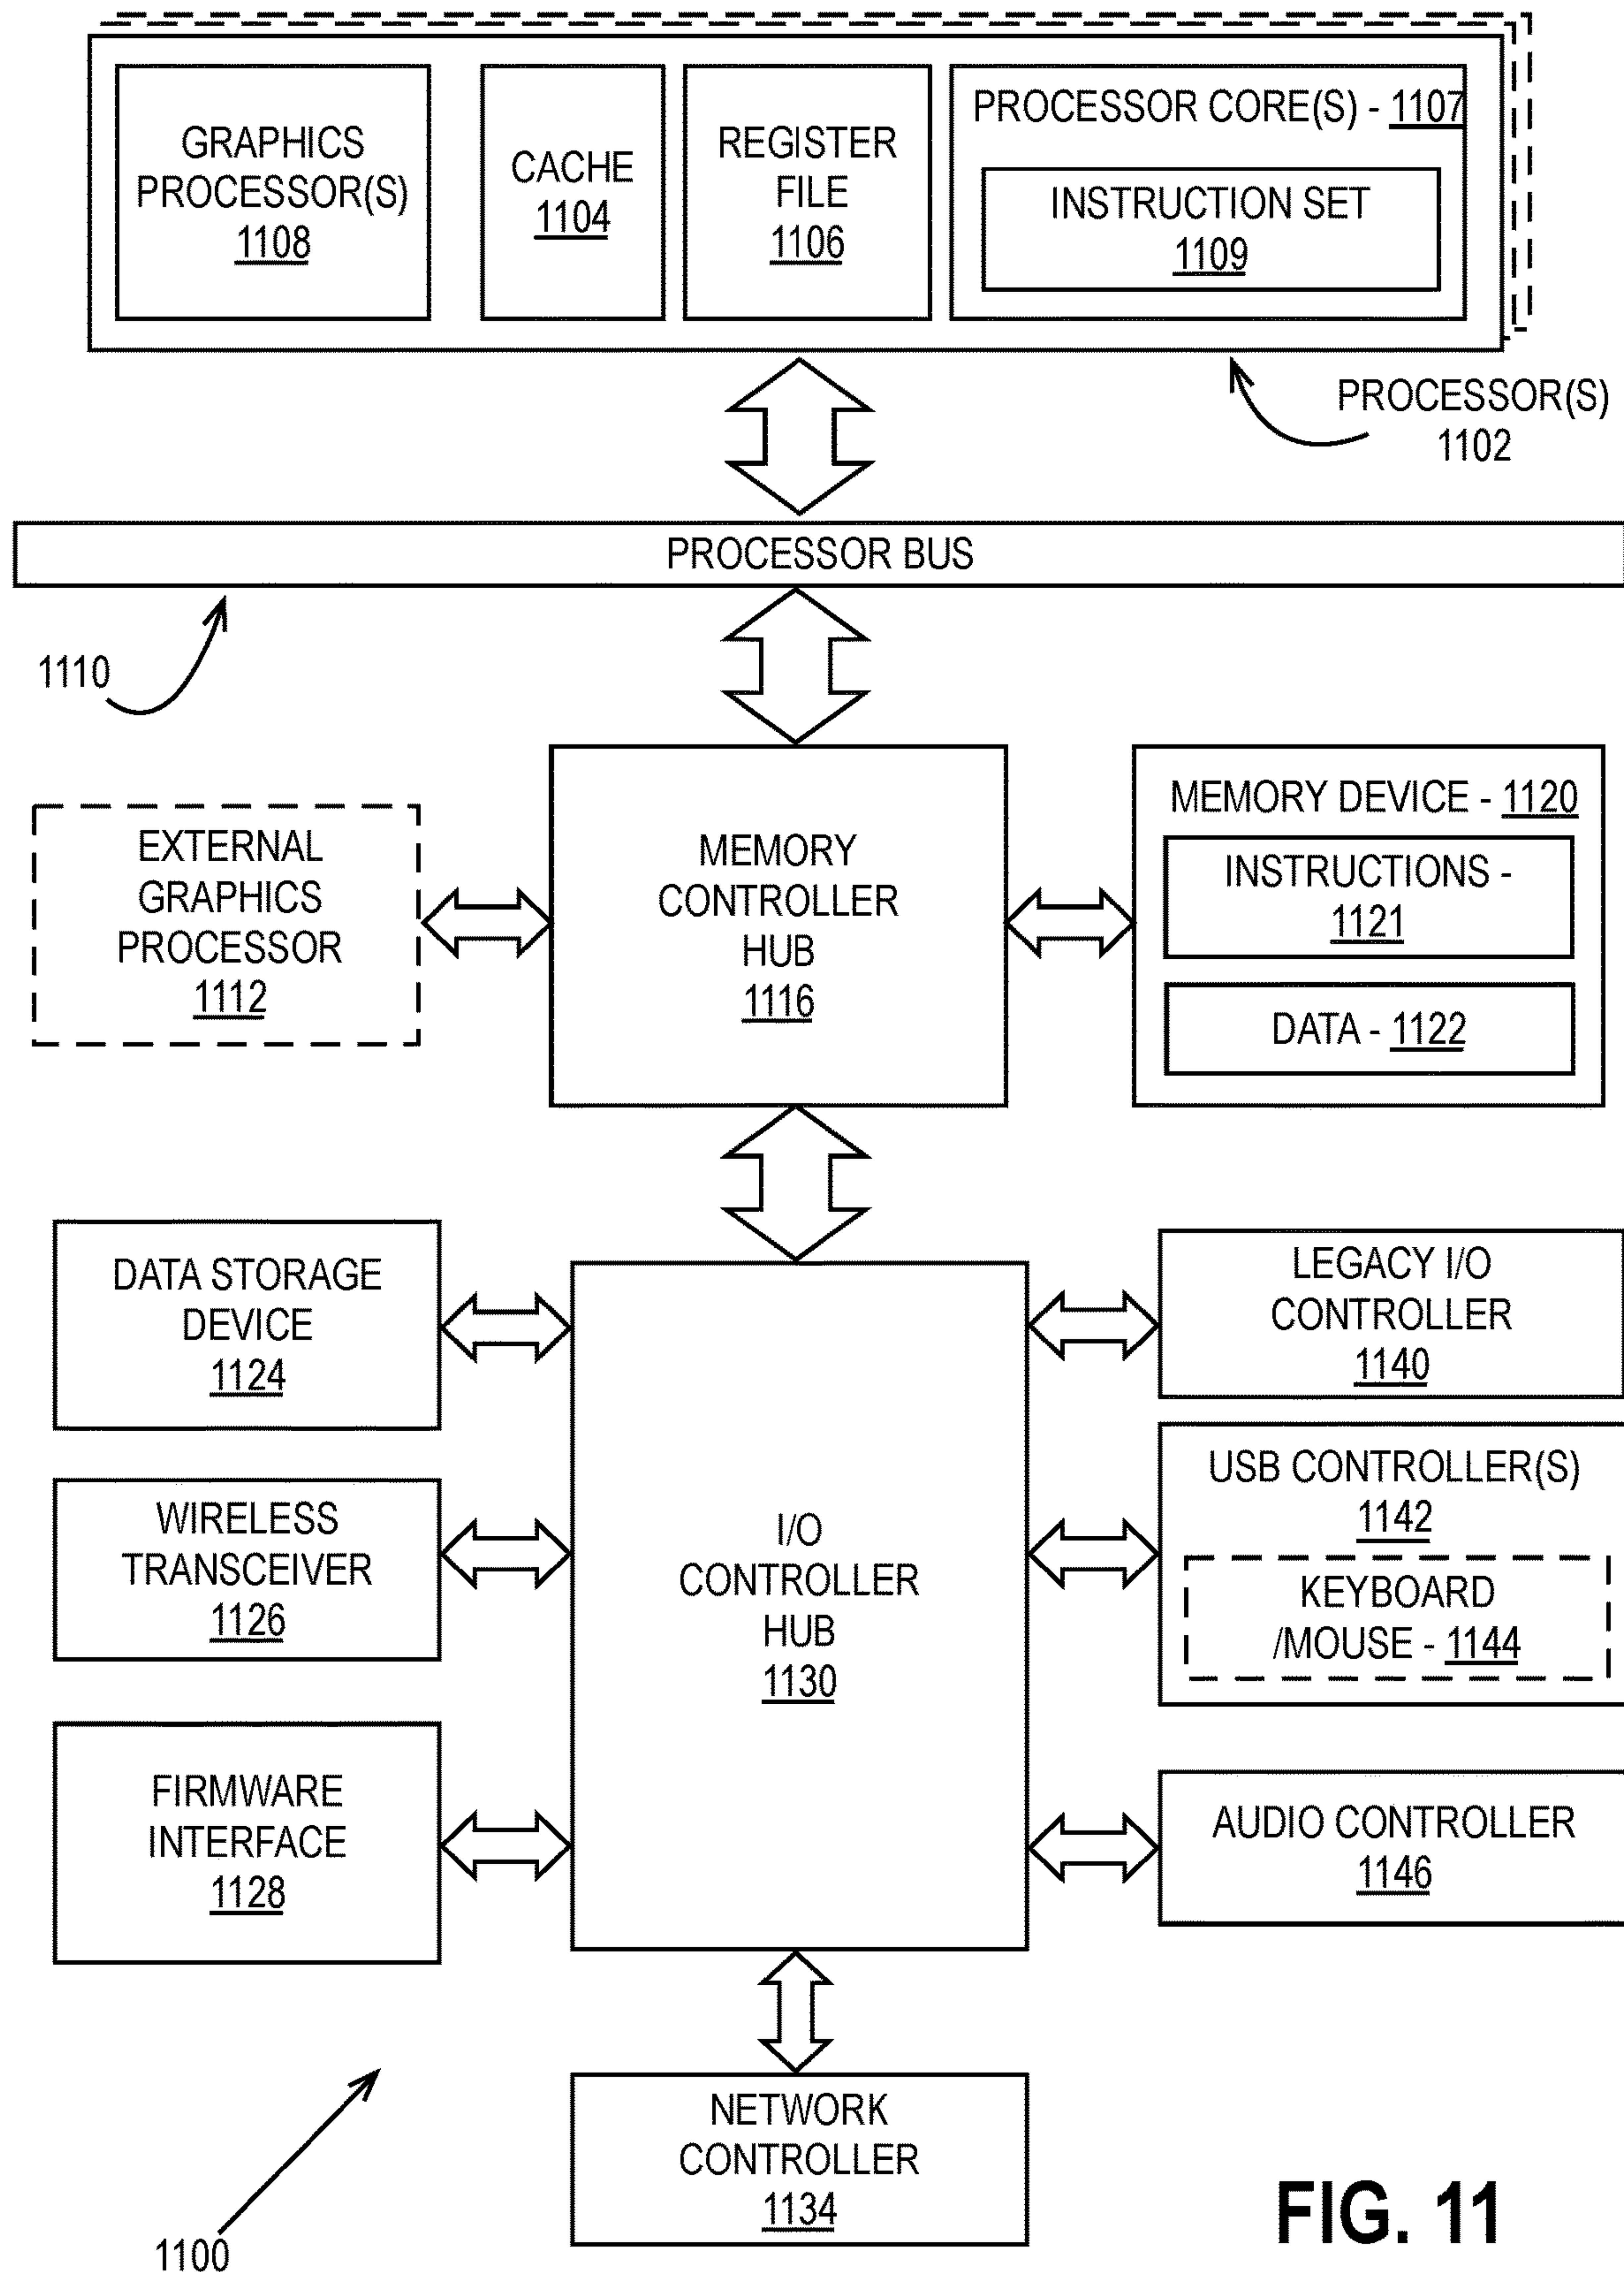 GRAPHICS
PROCESSOR(S)
1108
CACHE
1104
REGISTER
FILE
1106
PROCESSOR CORE(S) - 1107
INSTRUCTION SET
1109
PROCESSOR(S)
1102
PROCESSOR BUS
1110
EXTERNAL
GRAPHICS
PROCESSOR
1112
MEMORY
CONTROLLER
HUB
1116
MEMORY DEVICE - 1120
INSTRUCTIONS -
1121
DATA - 1122
DATA STORAGE
DEVICE
1124
WIRELESS
TRANSCEIVER
1126
FIRMWARE
INTERFACE
1128
I/O
CONTROLLER
HUB
1130
LEGACY I/O
CONTROLLER
1140
USB CONTROLLER(S)
1142
KEYBOARD
/MOUSE - 1144
AUDIO CONTROLLER
1146
NETWORK
CONTROLLER
1134
1100
FIG. 11